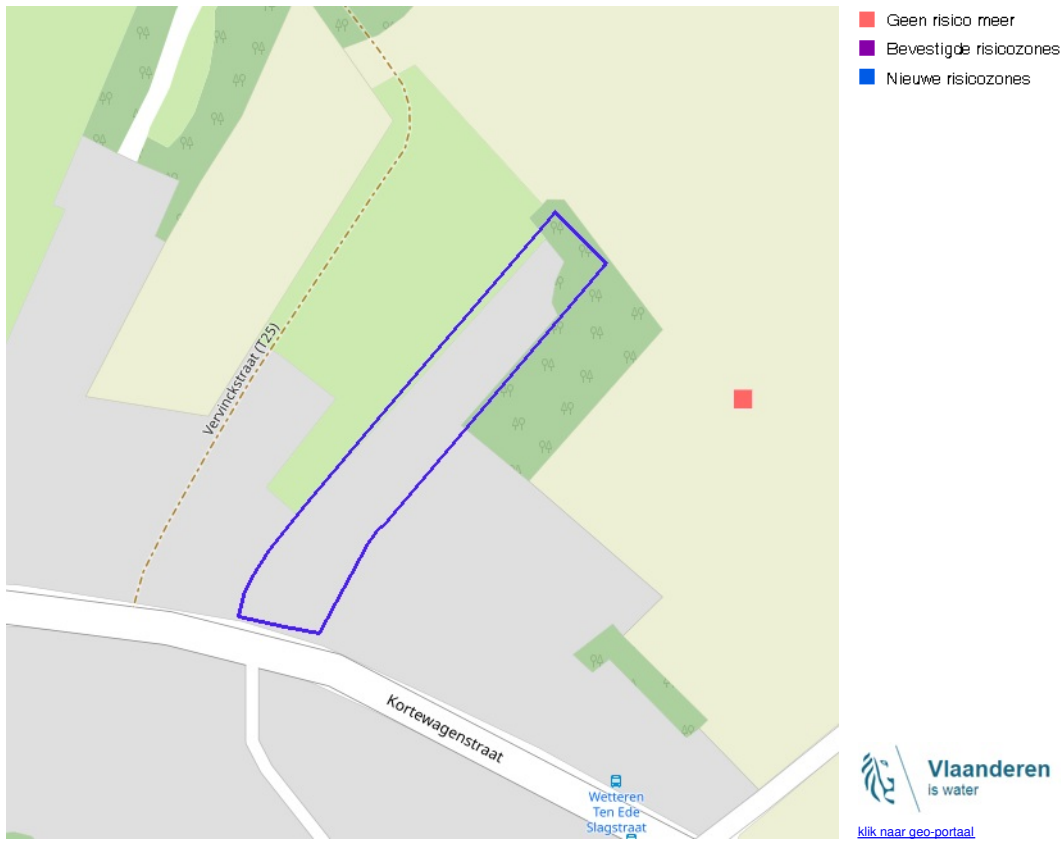 Geen risico meer
Bevestigde risicozones
Nieuwe risicozones
Vervinckstraat (T25)
Kortewagenstraat
Wetteren
Ten Ede
Slagstraat
Vlaanderen
is water
klik naar geo-portaal